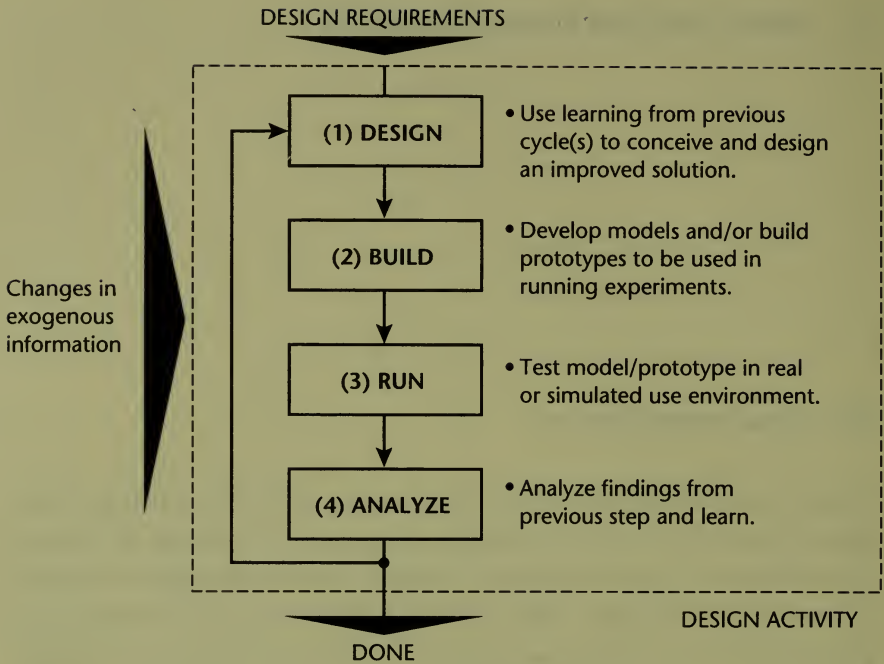 DESIGN REQUIREMENTS
(1) DESIGN
• Use learning from previous
cycle(s) to conceive and design
an improved solution.
(2) BUILD
• Develop models and/or build
prototypes to be used in
running experiments.
Changes in
exogenous
information
(3) RUN
• Test model/prototype in real
or simulated use environment.
(4) ANALYZE
• Analyze findings from
previous step and learn.
DESIGN ACTIVITY
DONE